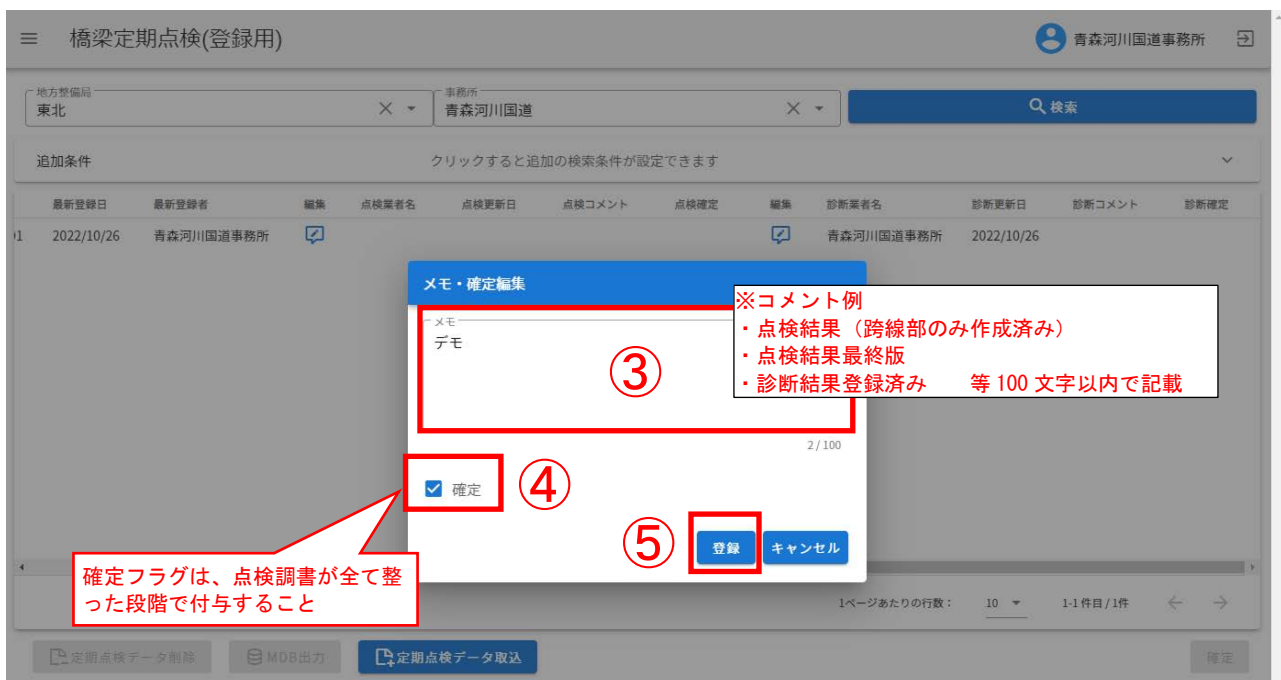 橋梁定期点検(登録用)
青森河川国道事務所
地方整備局
東北
事務所
青森河川国道
検索
追加条件
クリックすると追加の検索条件が設定できます
最新登録日 最新登録者 編集 点検業者名 点検更新日 点検コメント 点検確定 編集 診断業者名 診断更新日 診断コメント 診断確定
2022/10/26 青森河川国道事務所 青森河川国道事務所 2022/10/26
メモ・確定編集
メモ
デモ
③
※コメント例
・点検結果（跨線部のみ作成済み）
・点検結果最終版
・診断結果登録済み　　等 100 文字以内で記載
2 / 100
確定
④
⑤
登録
キャンセル
確定フラグは、点検調書が全て整
った段階で付与すること
1ページあたりの行数： 10 1-1 件目 / 1件
定期点検データ削除
MDB出力
定期点検データ取込
確定